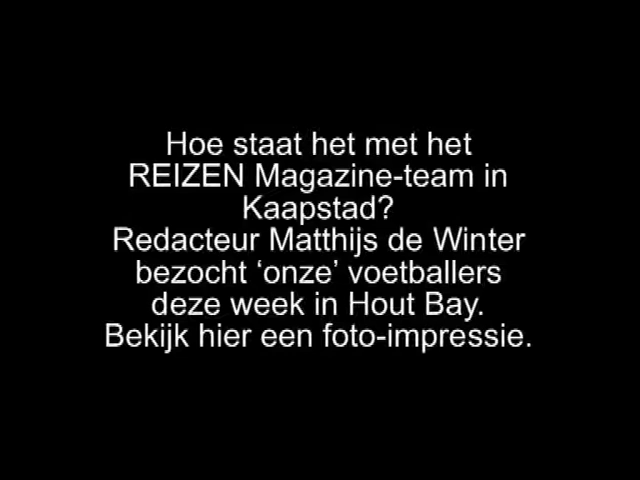 Hoe staat het met het
REIZEN Magazine-team in
Kaapstad?
Redacteur Matthijs de Winter
bezocht ‘onze’ voetballers
deze week in Hout Bay.
Bekijk hier een foto-impressie.